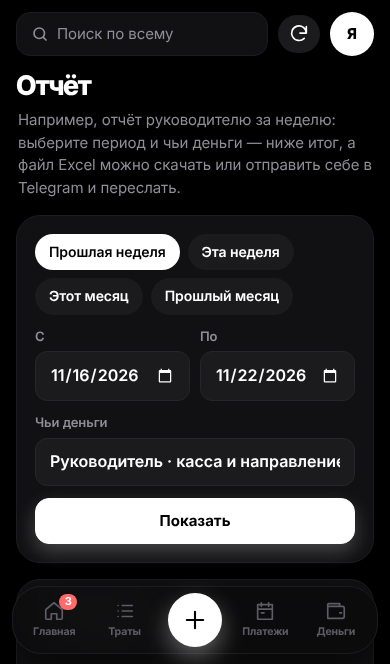 Поиск по всему
Я
Отчёт
Например, отчёт руководителю за неделю:
выберите период и чьи деньги — ниже итог, а
файл Excel можно скачать или отправить себе в
Telegram и переслать.
Прошлая неделя
Эта неделя
Этот месяц
Прошлый месяц
С
По
11/16/2026
11/22/2026
Чьи деньги
Руководитель · касса и направление
Показать
3
Главная
Траты
Платежи
Деньги